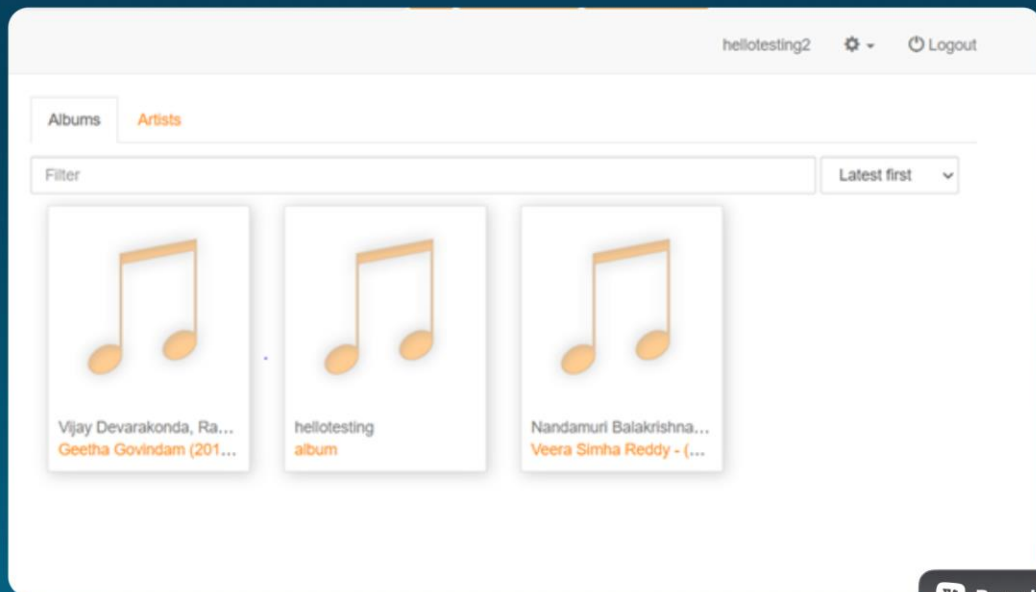 hellotesting2 Logout
Albums Artists
Filter Latest first
Vijay Devarakonda, Ra...
Geetha Govindam (201...
hellotesting
album
Nandamuri Balakrishna...
Veera Simha Reddy - (...